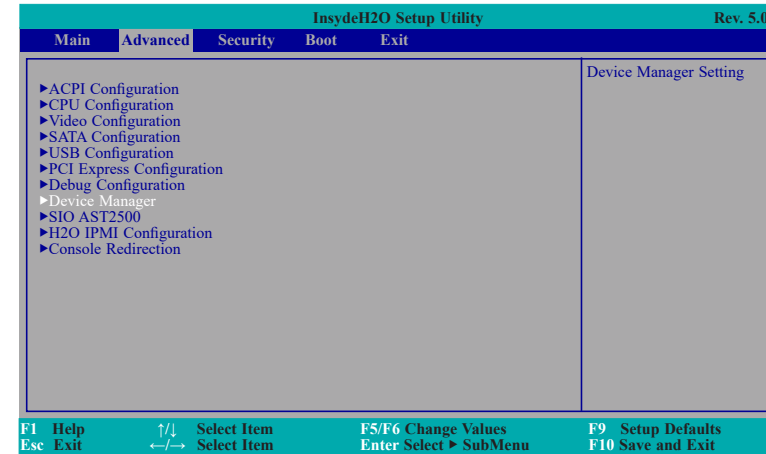 InsydeH2O Setup Utility Rev. 5.0
Main Advanced Security Boot Exit
Device Manager Setting
►ACPI Configuration
►CPU Configuration
►Video Configuration
►SATA Configuration
►USB Configuration
►PCI Express Configuration
►Debug Configuration
►Device Manager
►SIO AST2500
►H2O IPMI Configuration
►Console Redirection
F1 Help ↑/↓ Select Item F5/F6 Change Values F9 Setup Defaults
Esc Exit ←/→ Select Item Enter Select ► SubMenu F10 Save and Exit